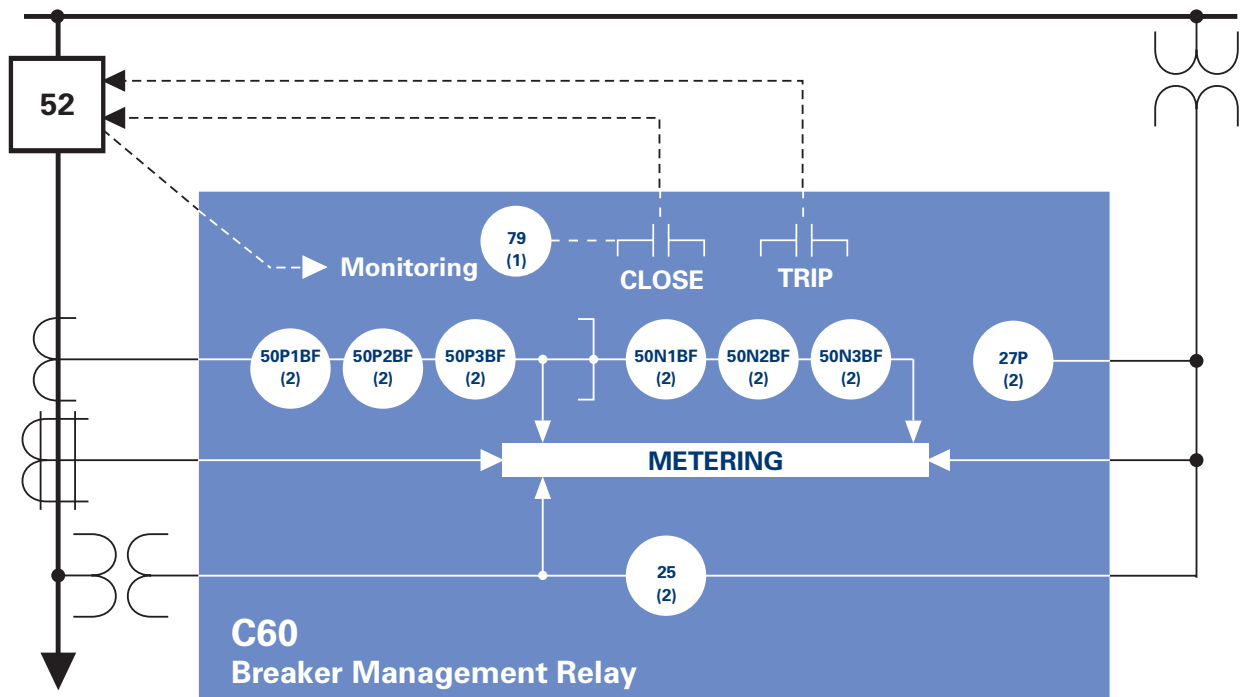 52
79
(1)
Monitoring
CLOSE
TRIP
50P1BF
(2)
50P2BF
(2)
50P3BF
(2)
50N1BF
(2)
50N2BF
(2)
50N3BF
(2)
27P
(2)
METERING
25
(2)
C60
Breaker Management Relay